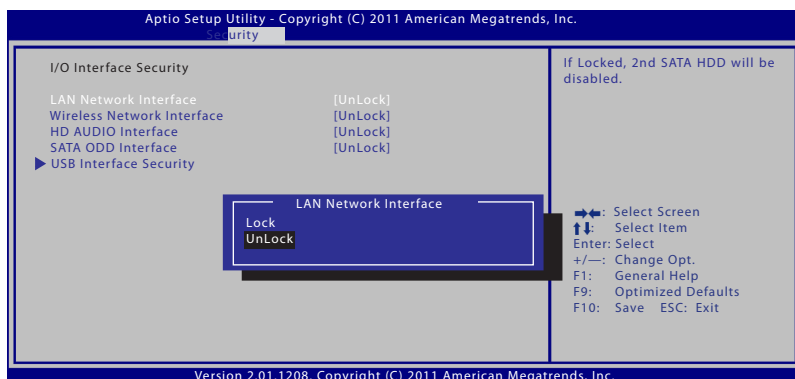 Aptio Setup Utility - Copyright (C) 2011 American Megatrends, Inc.
Security
I/O Interface Security
LAN Network Interface [UnLock]
Wireless Network Interface [UnLock]
HD AUDIO Interface [UnLock]
SATA ODD Interface [UnLock]
USB Interface Security
LAN Network Interface
Lock
UnLock
If Locked, 2nd SATA HDD will be
disabled.
→←: Select Screen
↑↓: Select Item
Enter: Select
+/—: Change Opt.
F1: General Help
F9: Optimized Defaults
F10: Save ESC: Exit
Version 2.01.1208. Copyright (C) 2011 American Megatrends, Inc.